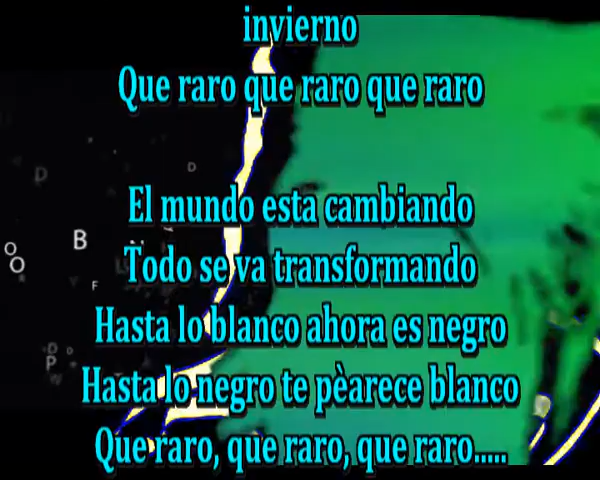 invierno
Que raro que raro que raro
El mundo esta cambiando
Todo se va transformando
Hasta lo blanco ahora es negro
Hasta lo negro te pèarece blanco
Que raro, que raro, que raro.....
D
D
O
O
B
F
D
P